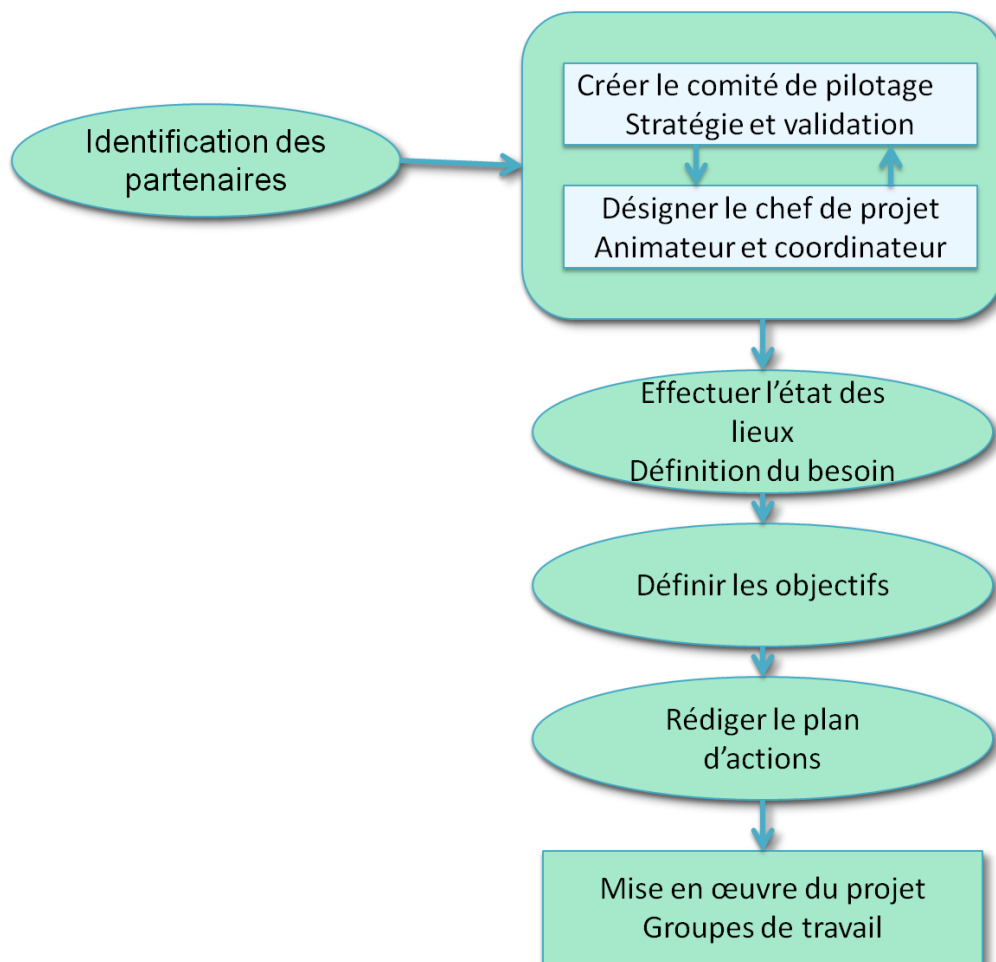 Identification des
partenaires
Créer le comité de pilotage
Stratégie et validation
Désigner le chef de projet
Animateur et coordinateur
Effectuer l’état des
lieux
Définition du besoin
Définir les objectifs
Rédiger le plan
d’actions
Mise en œuvre du projet
Groupes de travail